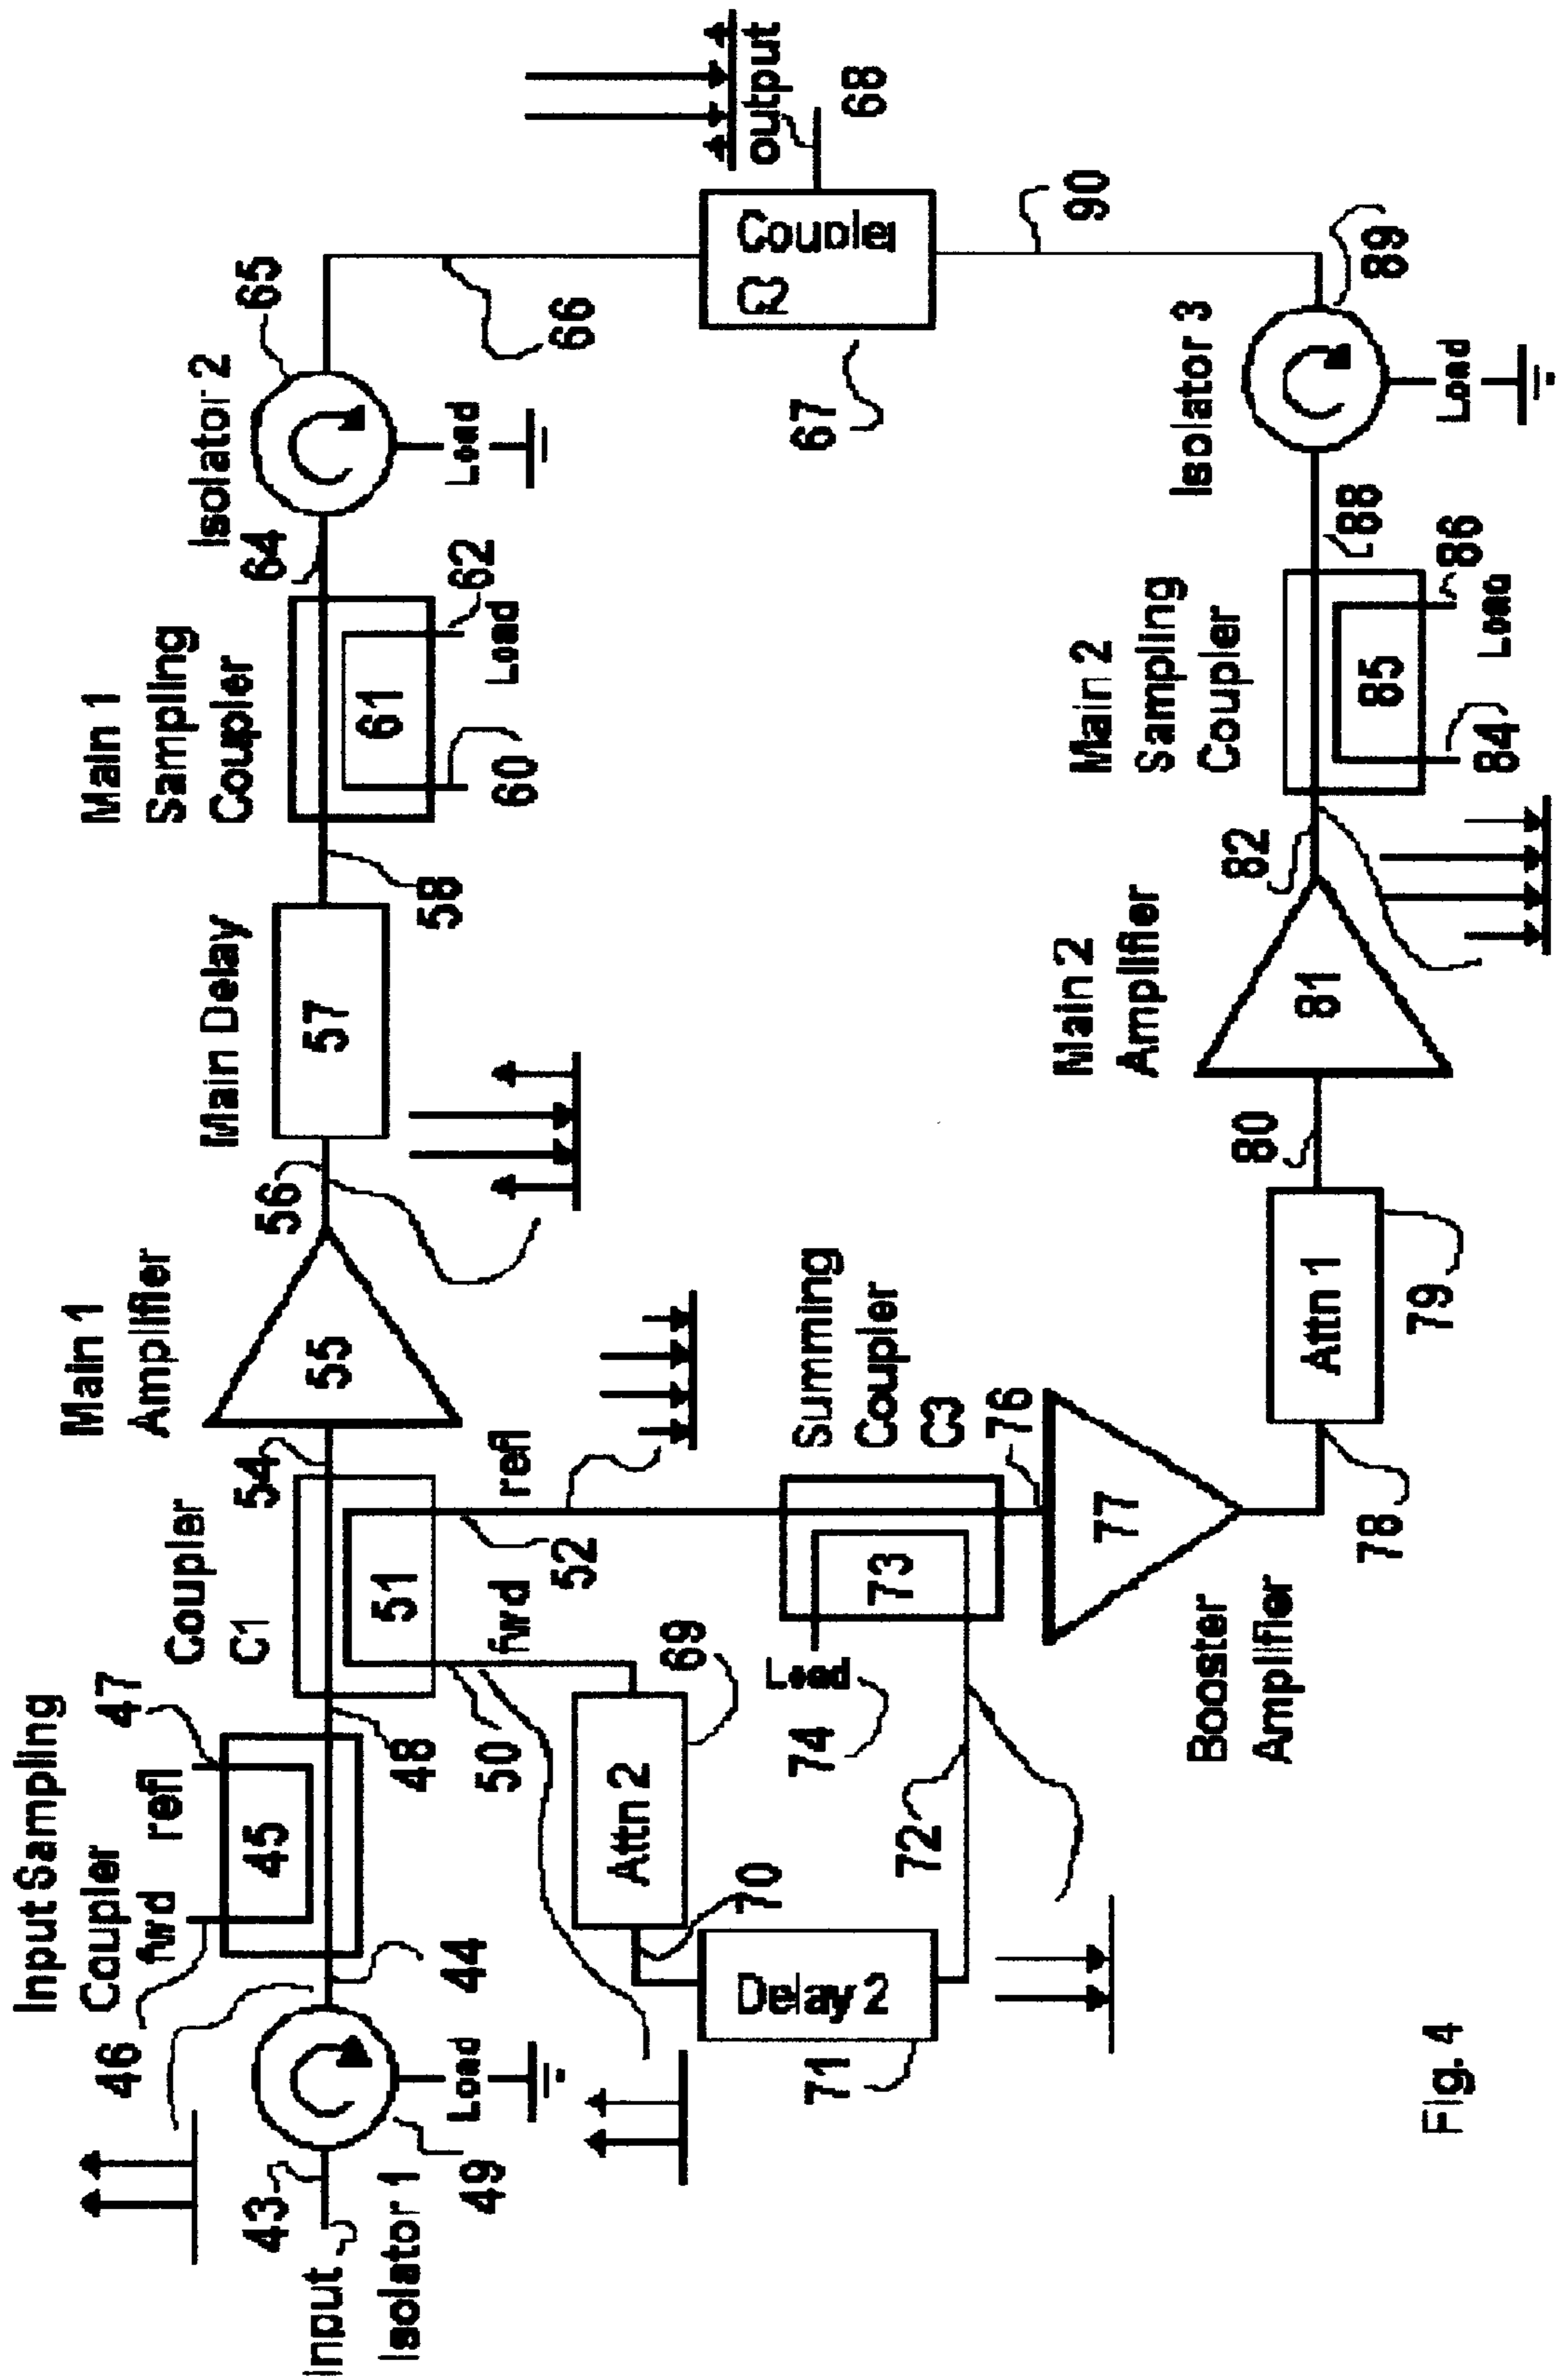 Input Sampling
Coupler
fwd refl
46
47
45
43
Input
Isolator 1
49
Load
44
48
Coupler
C1
51
50
fwd
52
refl
54
Main 1
Amplifier
55
56
Main Delay
57
58
Main 1
Sampling
Coupler
61
60
62
Load
64
Isolator 2
65
Load
66
67
Coupler
output
68
69
Attn 2
70
Delay 2
71
72
73
Load
74
Summing
Coupler
C3
76
77
Booster
Amplifier
78
Attn 1
79
80
Main 2
Amplifier
81
82
Main 2
Sampling
Coupler
85
84
86
Load
88
Isolator 3
89
Load
90
Fig. 4